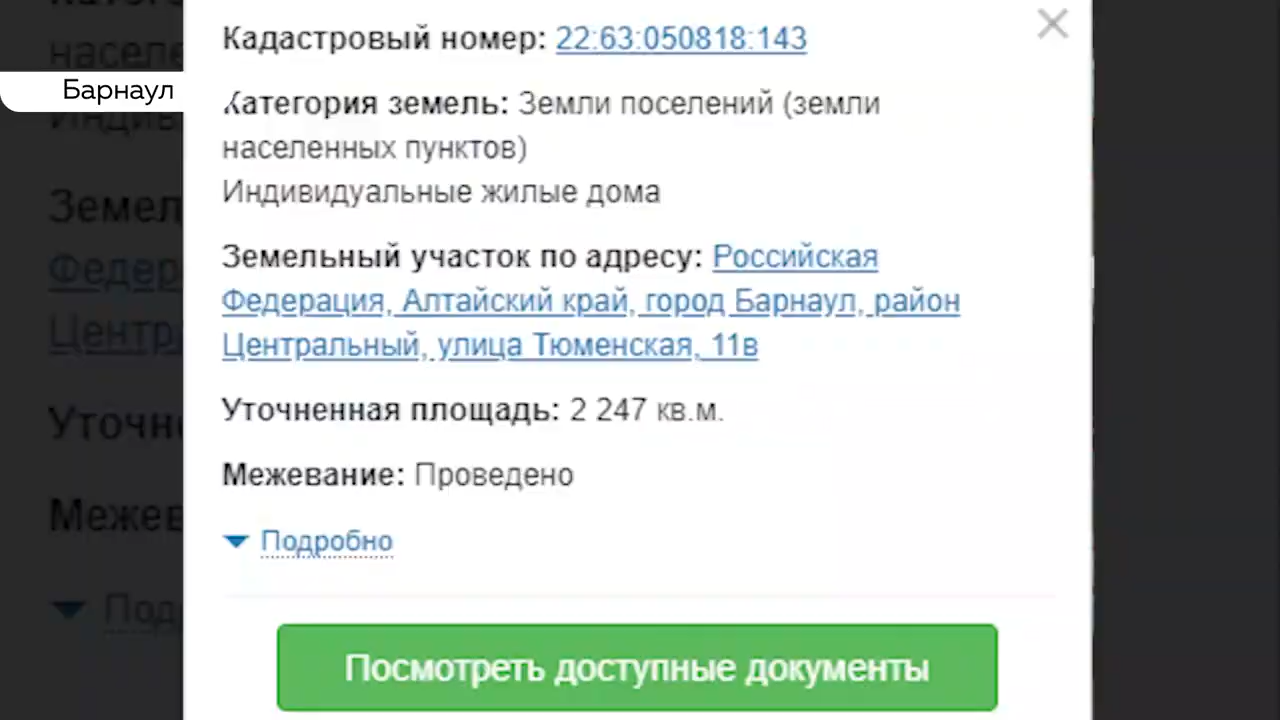 Кадастровый номер: 22:63:050818:143
Барнаул
Категория земель: Земли поселений (земли
населенных пунктов)
Индивидуальные жилые дома
Земельный участок по адресу: Российская
Федерация, Алтайский край, город Барнаул, район
Центральный, улица Тюменская, 11в
Уточненная площадь: 2 247 кв.м.
Межевание: Проведено
Подробно
Посмотреть доступные документы